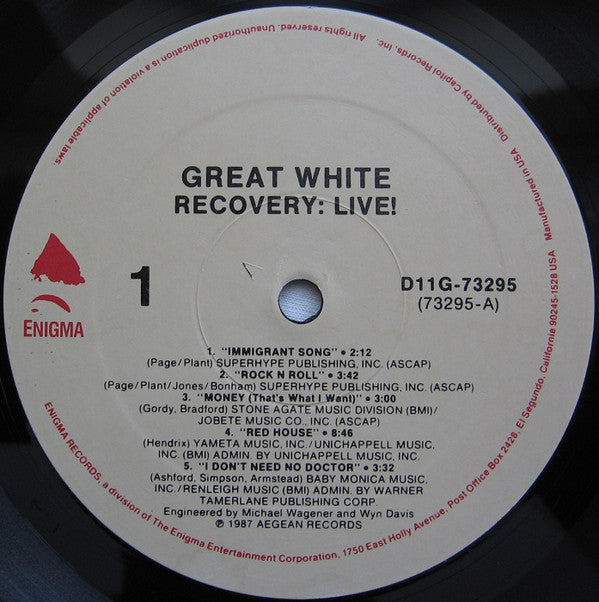 GREAT WHITE
RECOVERY: LIVE!
1
D11G-73295
(73295-A)
ENIGMA
1. "IMMIGRANT SONG" • 2:12
(Page/Plant) SUPERHYPE PUBLISHING, INC. (ASCAP)
2. "ROCK N ROLL" • 3:42
(Page/Plant/Jones/Bonham) SUPERHYPE PUBLISHING, INC. (ASCAP)
3. "MONEY (That's What I Want)" • 3:00
(Gordy, Bradford) STONE AGATE MUSIC DIVISION (BMI)/
JOBETE MUSIC CO., INC. (ASCAP)
4. "RED HOUSE" • 8:46
(Hendrix) YAMETA MUSIC, INC./UNICHAPPELL MUSIC,
INC. (BMI) ADMIN. BY UNICHAPPELL MUSIC, INC.
5. "I DON'T NEED NO DOCTOR" • 3:32
(Ashford, Simpson, Armstead) BABY MONICA MUSIC,
INC./RENLEIGH MUSIC (BMI) ADMIN. BY WARNER
TAMERLANE PUBLISHING CORP.
Engineered by Michael Wagener and Wyn Davis
℗ 1987 AEGEAN RECORDS
ENIGMA RECORDS, a division of The Enigma Entertainment Corporation, 1750 East Holly Avenue, Post Office Box 2428, El Segundo, California 90245-1528 USA Manufactured in USA. Distributed by Capitol Records, Inc. All rights reserved. Unauthorized duplication is a violation of applicable laws.